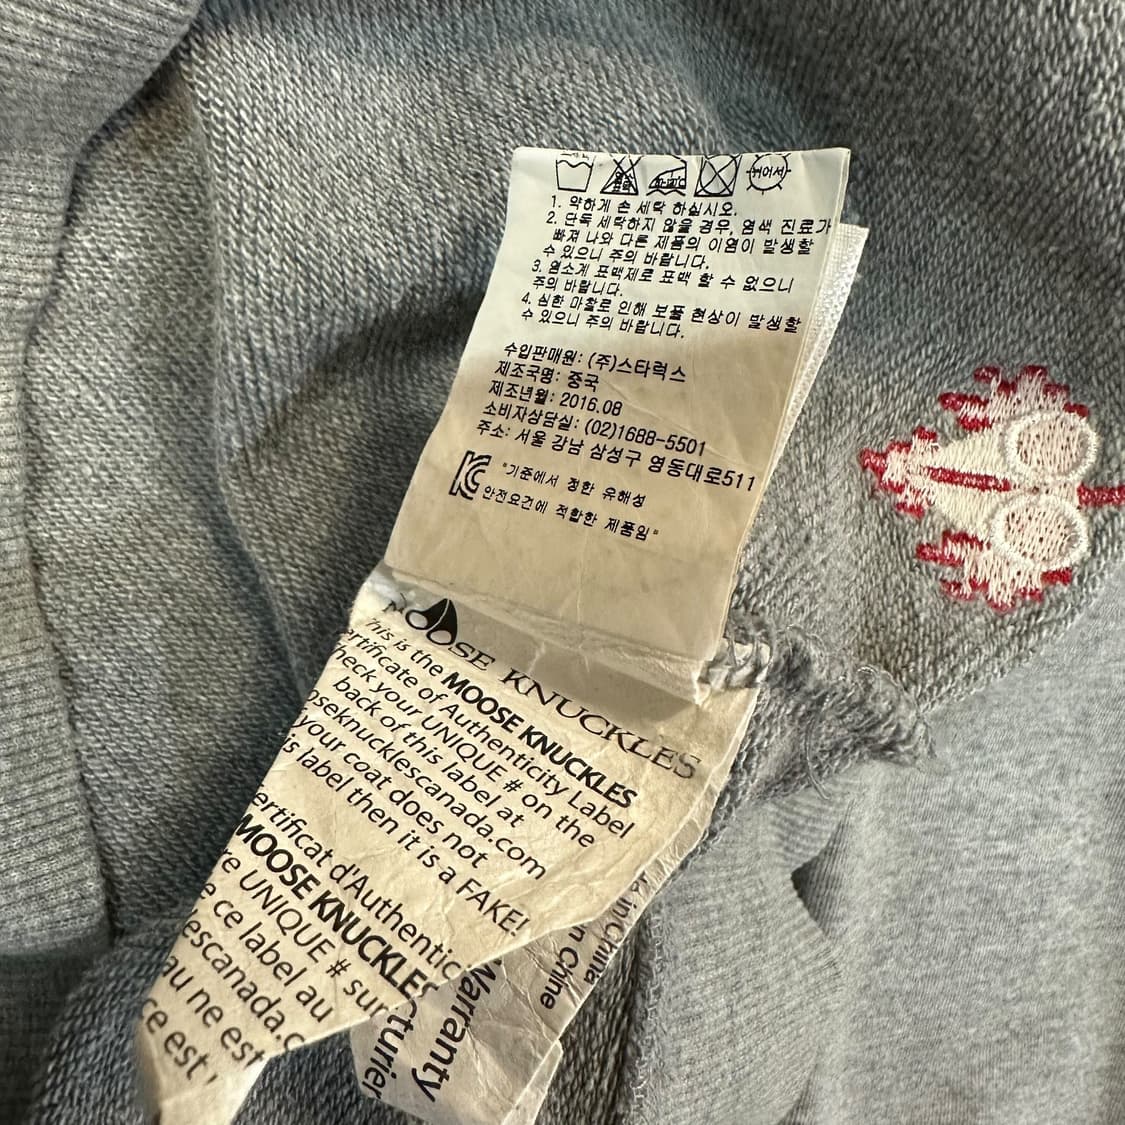 1. 약하게 손 세탁 하십시오.
2. 단독 세탁하지 않을 경우, 염색 진료가
빠져 나와 다른 제품의 이염이 발생할
수 있으니 주의 바랍니다.
3. 염소계 표백제로 표백 할 수 없으니
주의 바랍니다.
4. 심한 마찰로 인해 보풀 현상이 발생할
수 있으니 주의 바랍니다.
수입판매원: (주)스타럭스
제조국명: 중국
제조년월: 2016.08
소비자상담실: (02)1688-5501
주소: 서울 강남 삼성구 영동대로511
"기준에서 정한 유해성
안전요건에 적합한 제품임"
MOOSE KNUCKLES
This is the MOOSE KNUCKLES
ertificate of Authenticity Label
heck your UNIQUE # on the
back of this label at
oseknucklescanada.com
your coat does not
is label then it is a FAKE!
ertificat d'Authentic
MOOSE KNUCKLES
re UNIQUE # sur
e ce label au
lescanada.c
au ne est
ce est
Warranty
cturier
in China
n Chine